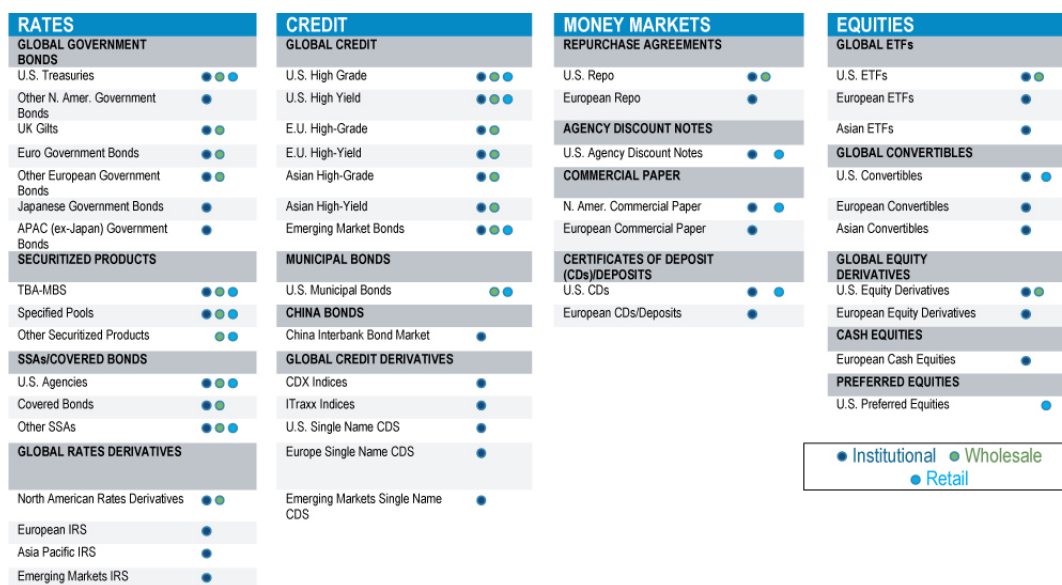 RATES
GLOBAL GOVERNMENT
BONDS
U.S. Treasuries
Other N. Amer. Government
Bonds
UK Gilts
Euro Government Bonds
Other European Government
Bonds
Japanese Government Bonds
APAC (ex-Japan) Government
Bonds
SECURITIZED PRODUCTS
TBA-MBS
Specified Pools
Other Securitized Products
SSAs/COVERED BONDS
U.S. Agencies
Covered Bonds
Other SSAs
GLOBAL RATES DERIVATIVES
North American Rates Derivatives
European IRS
Asia Pacific IRS
Emerging Markets IRS
CREDIT
GLOBAL CREDIT
U.S. High Grade
U.S. High Yield
E.U. High-Grade
E.U. High-Yield
Asian High-Grade
Asian High-Yield
Emerging Market Bonds
MUNICIPAL BONDS
U.S. Municipal Bonds
CHINA BONDS
China Interbank Bond Market
GLOBAL CREDIT DERIVATIVES
CDX Indices
ITraxx Indices
U.S. Single Name CDS
Europe Single Name CDS
Emerging Markets Single Name
CDS
MONEY MARKETS
REPURCHASE AGREEMENTS
U.S. Repo
European Repo
AGENCY DISCOUNT NOTES
U.S. Agency Discount Notes
COMMERCIAL PAPER
N. Amer. Commercial Paper
European Commercial Paper
CERTIFICATES OF DEPOSIT
(CDs)/DEPOSITS
U.S. CDs
European CDs/Deposits
EQUITIES
GLOBAL ETFs
U.S. ETFs
European ETFs
Asian ETFs
GLOBAL CONVERTIBLES
U.S. Convertibles
European Convertibles
Asian Convertibles
GLOBAL EQUITY
DERIVATIVES
U.S. Equity Derivatives
European Equity Derivatives
CASH EQUITIES
European Cash Equities
PREFERRED EQUITIES
U.S. Preferred Equities
Institutional Wholesale
Retail